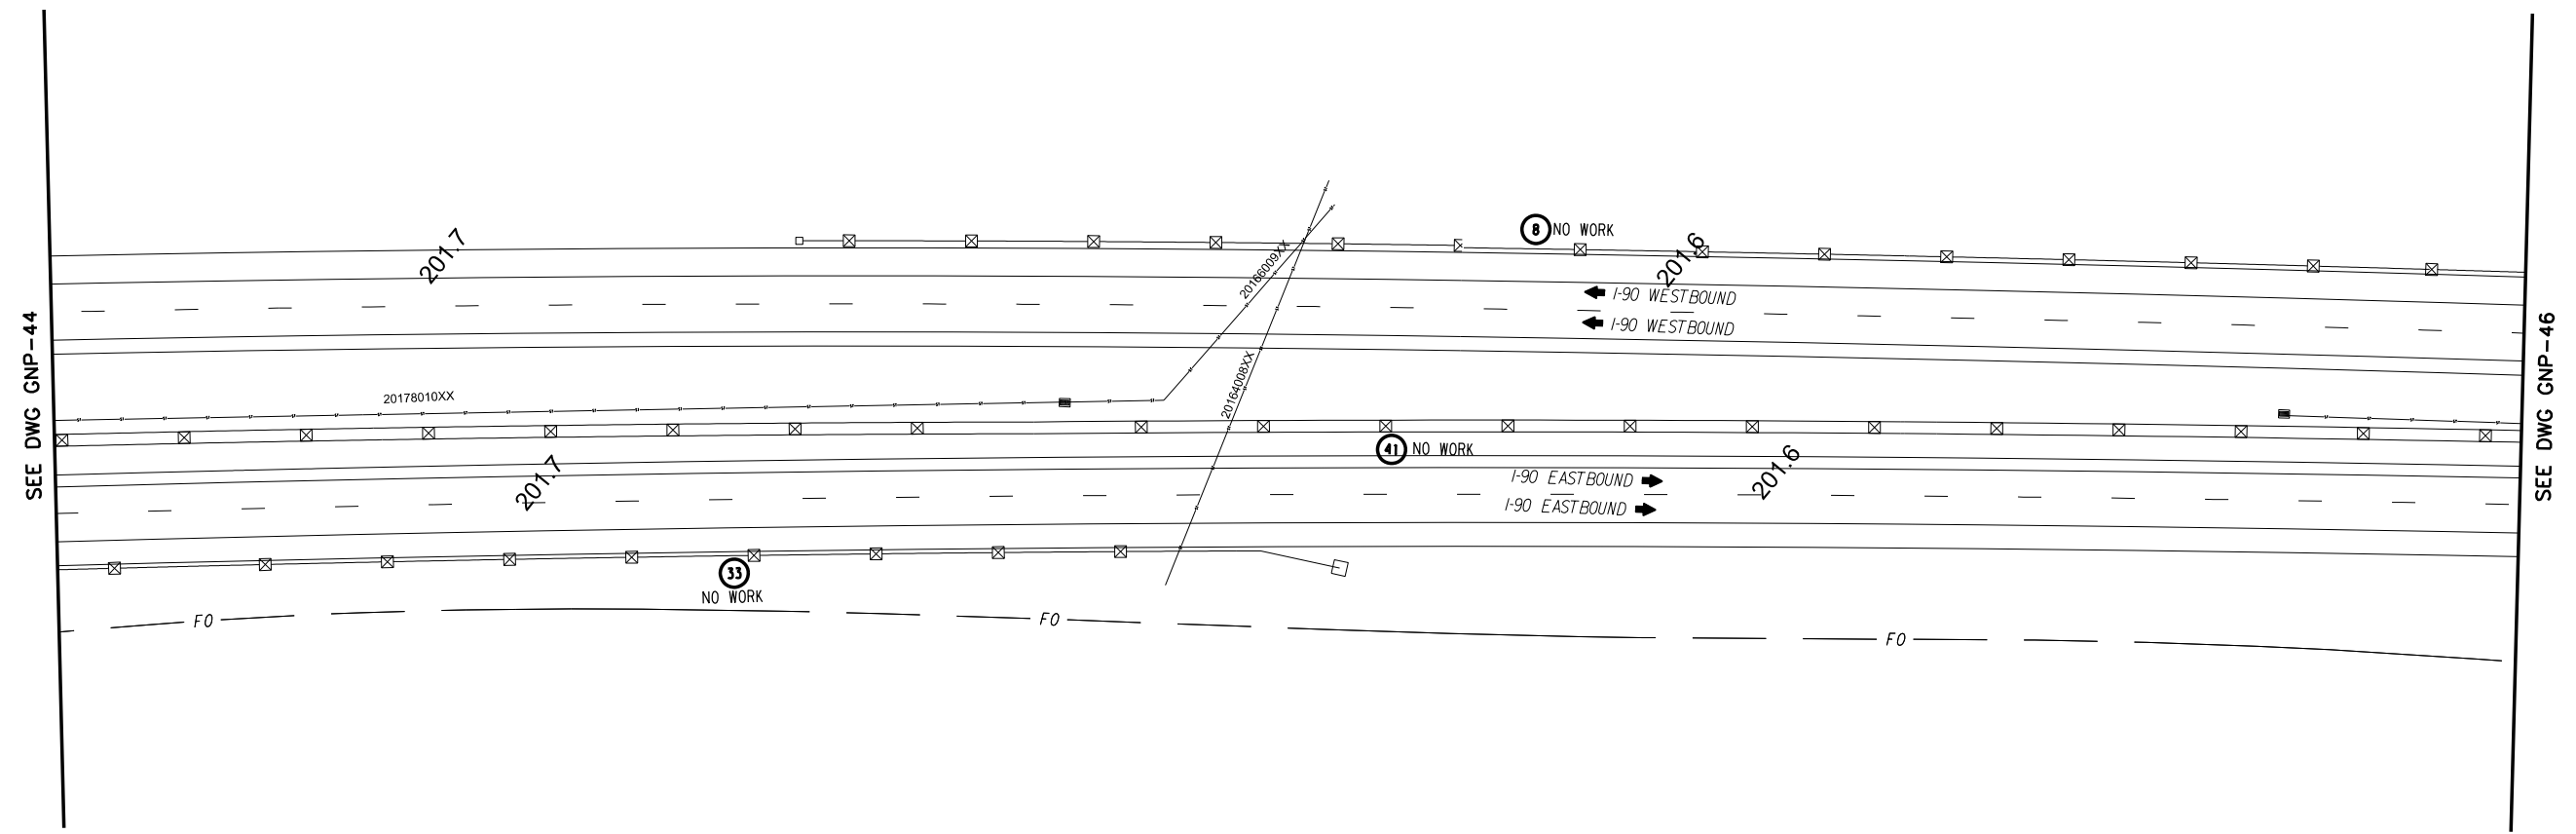 SEE DWG GNP-44
201.7
8 NO WORK
201.6
20166009XX
I-90 WESTBOUND
I-90 WESTBOUND
20178010XX
20164008XX
41 NO WORK
201.7
I-90 EASTBOUND
I-90 EASTBOUND
201.6
33
NO WORK
FO
FO
FO
SEE DWG GNP-46